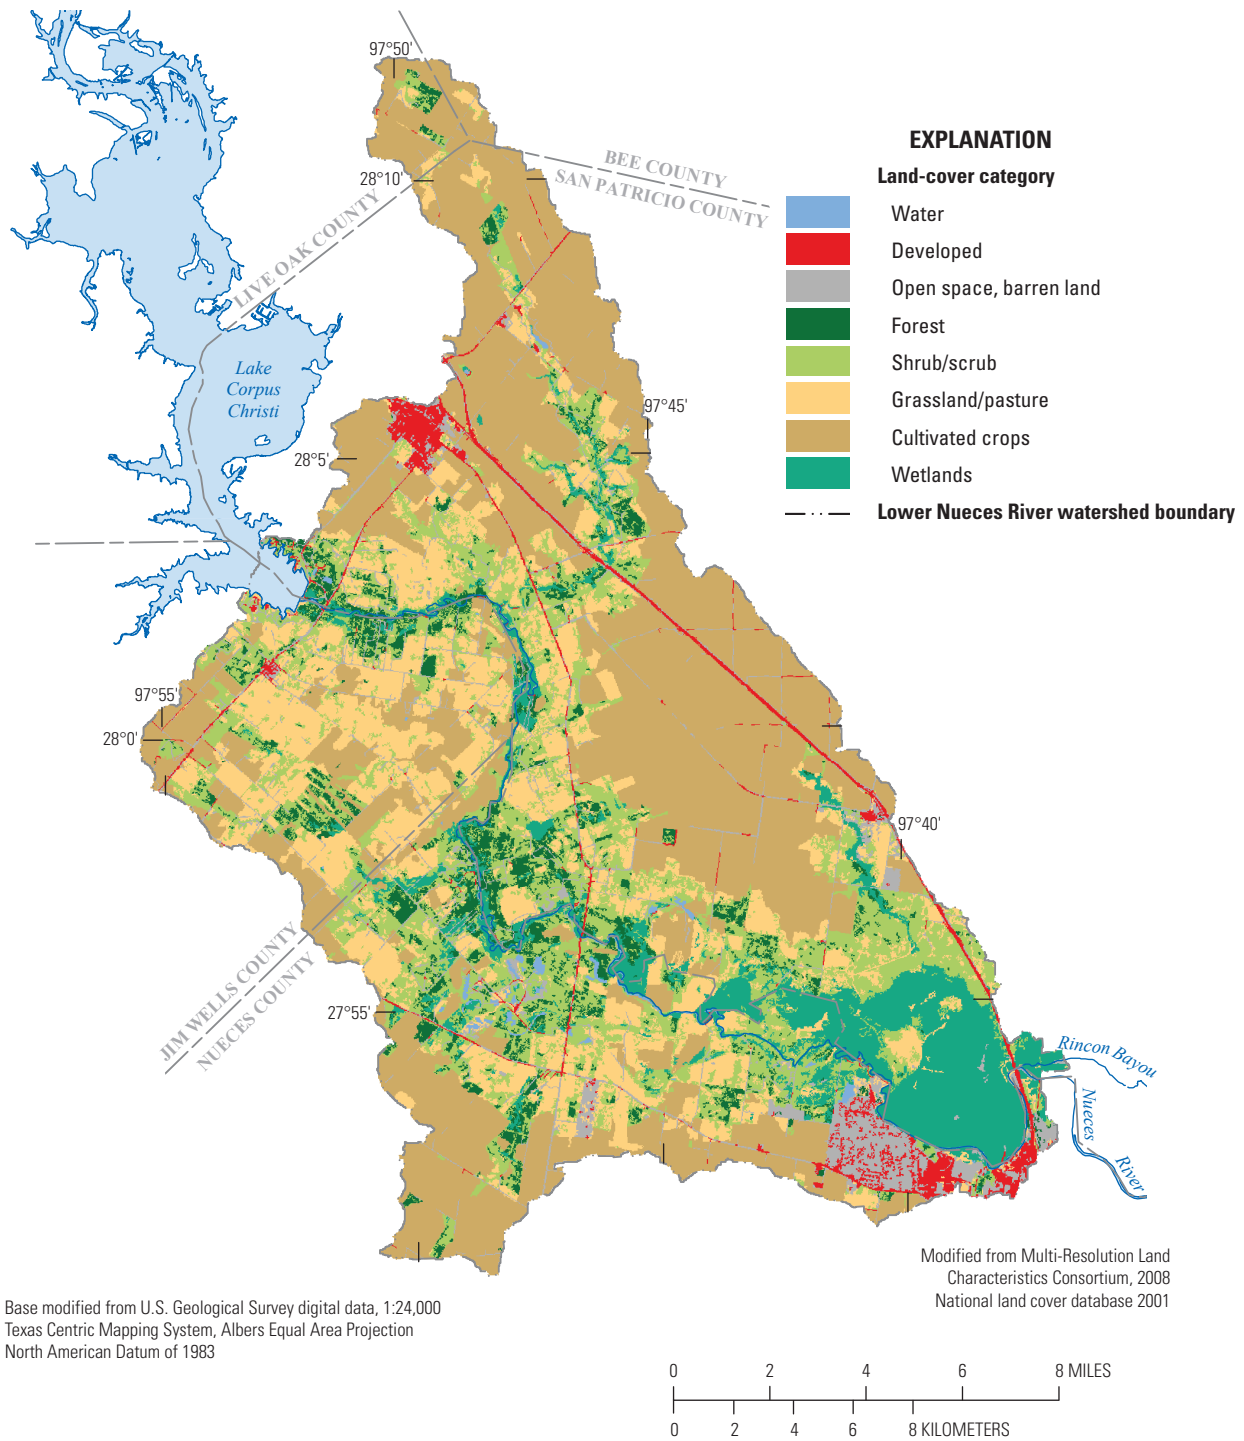 97°50'
BEE COUNTY
SAN PATRICIO COUNTY
28°10'
LIVE OAK COUNTY
EXPLANATION
Land-cover category
Water
Developed
Open space, barren land
Forest
Shrub/scrub
Grassland/pasture
Cultivated crops
Wetlands
Lower Nueces River watershed boundary
Lake
Corpus
Christi
97°45'
28°5'
97°55'
28°0'
97°40'
JIM WELLS COUNTY
NUECES COUNTY
27°55'
Rincon Bayou
Nueces
River
Modified from Multi-Resolution Land
Characteristics Consortium, 2008
National land cover database 2001
Base modified from U.S. Geological Survey digital data, 1:24,000
Texas Centric Mapping System, Albers Equal Area Projection
North American Datum of 1983
0 2 4 6 8 MILES
0 2 4 6 8 KILOMETERS